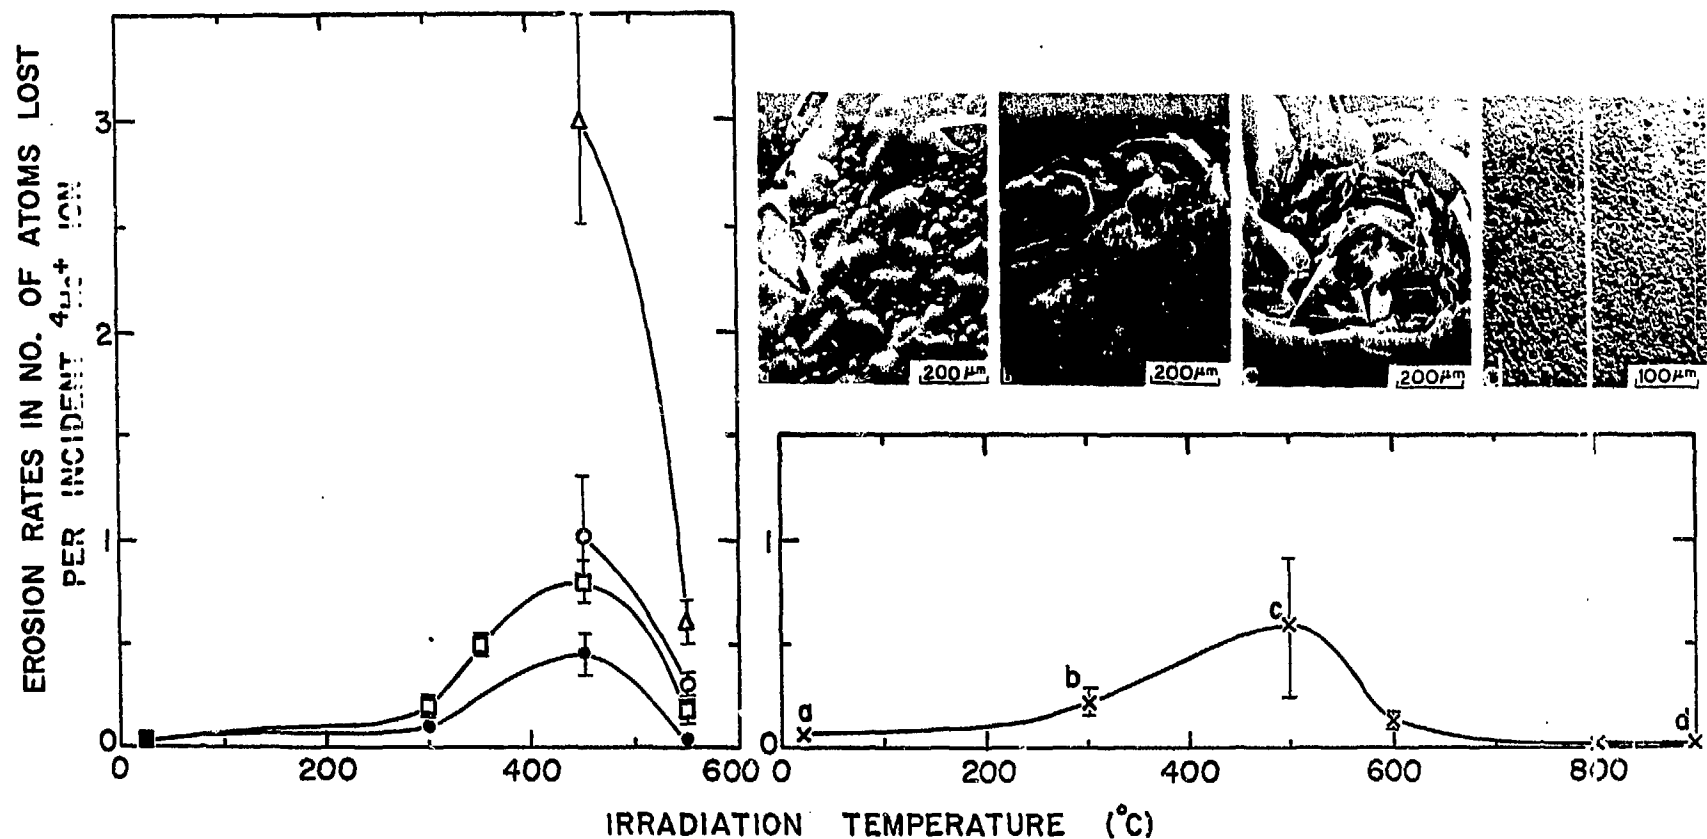 EROSION RATES IN NO. OF ATOMS LOST
PER INCIDENT 4He+ ION
3
2
1
0
0 200 400 600
200μm
200μm
200μm
100μm
1
0
a
b
c
d
0 200 400 600 800
IRRADIATION TEMPERATURE (°C)